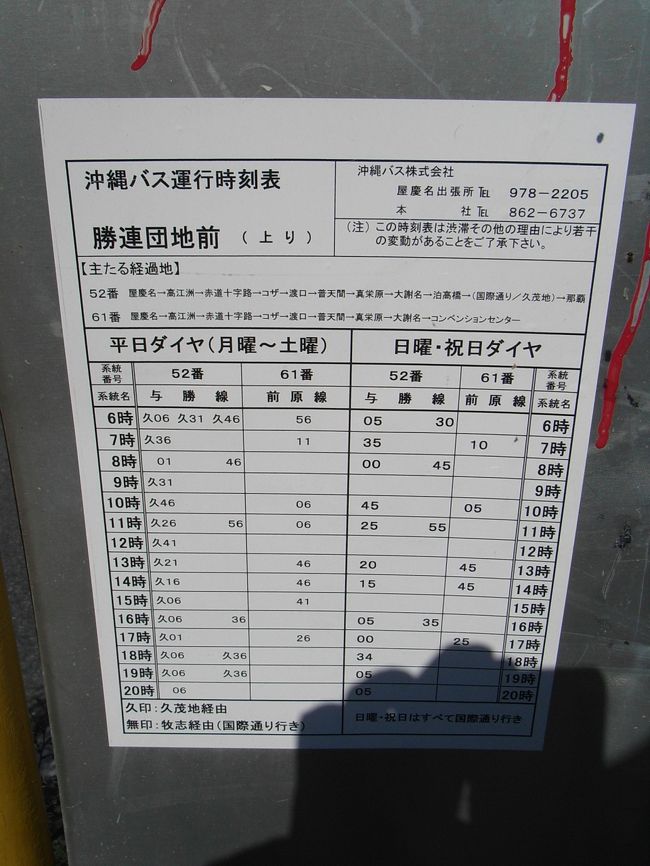 沖縄バス運行時刻表
勝連団地前 (上り)
沖縄バス株式会社
屋慶名出張所 TEL 978-2205
本 社 TEL 862-6737
(注) この時刻表は渋滞その他の理由により若干
の変動があることをご了承下さい。
【主たる経過地】
52番 屋慶名→高江洲→赤道十字路→コザ→渡口→普天間→真栄原→大謝名→泊高橋→(国際通り/久茂地)→那覇
61番 屋慶名→高江洲→赤道十字路→コザ→渡口→普天間→真栄原→大謝名→コンベンションセンター
平日ダイヤ(月曜~土曜) 日曜・祝日ダイヤ
系統番号 52番 61番 52番 61番 系統番号
系統名 与勝線 前原線 与勝線 前原線 系統名
6時 久06 久31 久46 56 05 30 6時
7時 久36 11 35 10 7時
8時 01 46 00 45 8時
9時 久31 9時
10時 久46 06 45 05 10時
11時 久26 56 06 25 55 11時
12時 久41 12時
13時 久21 46 20 45 13時
14時 久16 46 15 45 14時
15時 久06 41 15時
16時 久06 36 05 35 16時
17時 久01 26 00 25 17時
18時 久06 久36 34 18時
19時 久06 久36 05 19時
20時 06 05 20時
久印:久茂地経由
無印:牧志経由(国際通り行き)
日曜・祝日はすべて国際通り行き